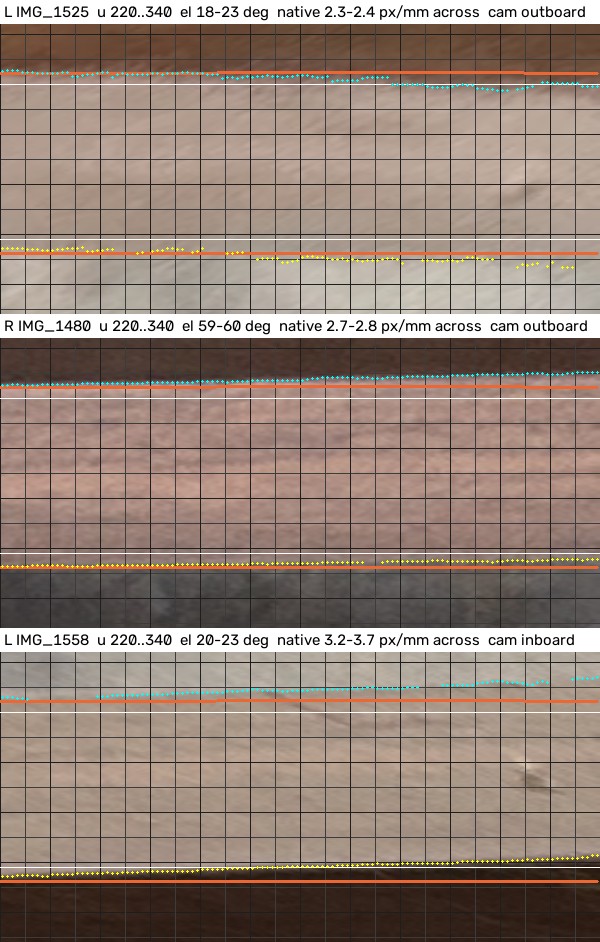 L IMG_1525 u 220..340 el 18-23 deg native 2.3-2.4 px/mm across cam outboard
R IMG_1480 u 220..340 el 59-60 deg native 2.7-2.8 px/mm across cam outboard
L IMG_1558 u 220..340 el 20-23 deg native 3.2-3.7 px/mm across cam inboard